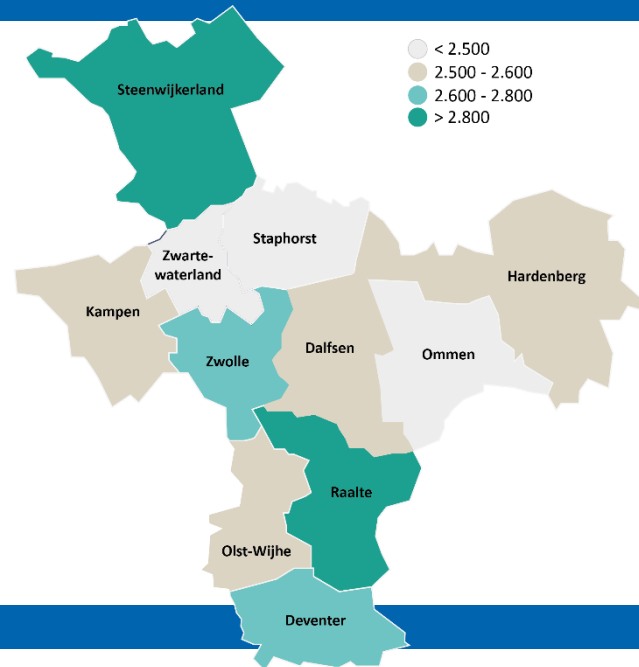 < 2.500
2.500 - 2.600
2.600 - 2.800
> 2.800
Steenwijkerland
Staphorst
Zwarte-
waterland
Hardenberg
Kampen
Dalfsen
Ommen
Zwolle
Raalte
Olst-Wijhe
Deventer